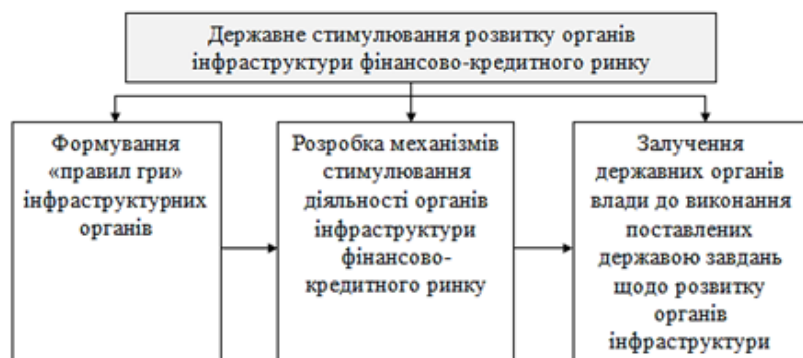 Державне стимулювання розвитку органів
інфраструктури фінансово-кредитного ринку
Формування
«правил гри»
інфраструктурних
органів
Розробка механізмів
стимулювання
діяльності органів
інфраструктури
фінансово-
кредитного ринку
Залучення
державних органів
влади до виконання
поставлених
державою завдань
щодо розвитку
органів
інфраструктури